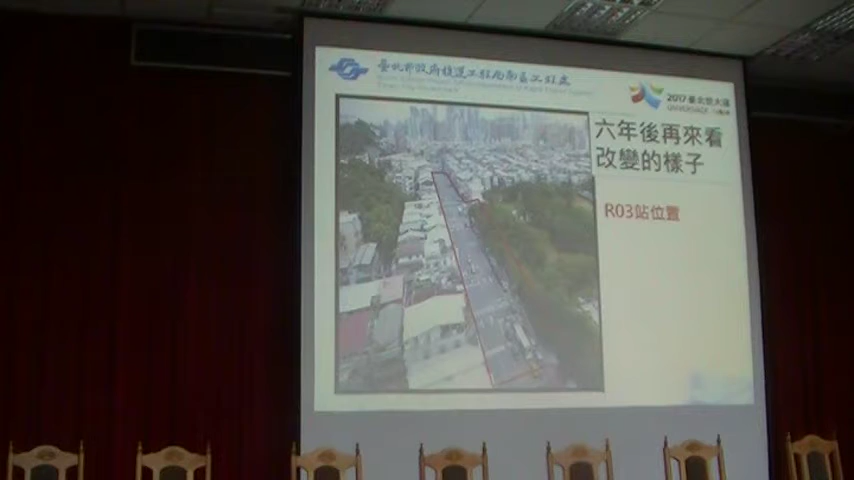 臺北市政府捷運工程局南區工程處
2017臺北世大運
六年後再來看
改變的樣子
R03站位置